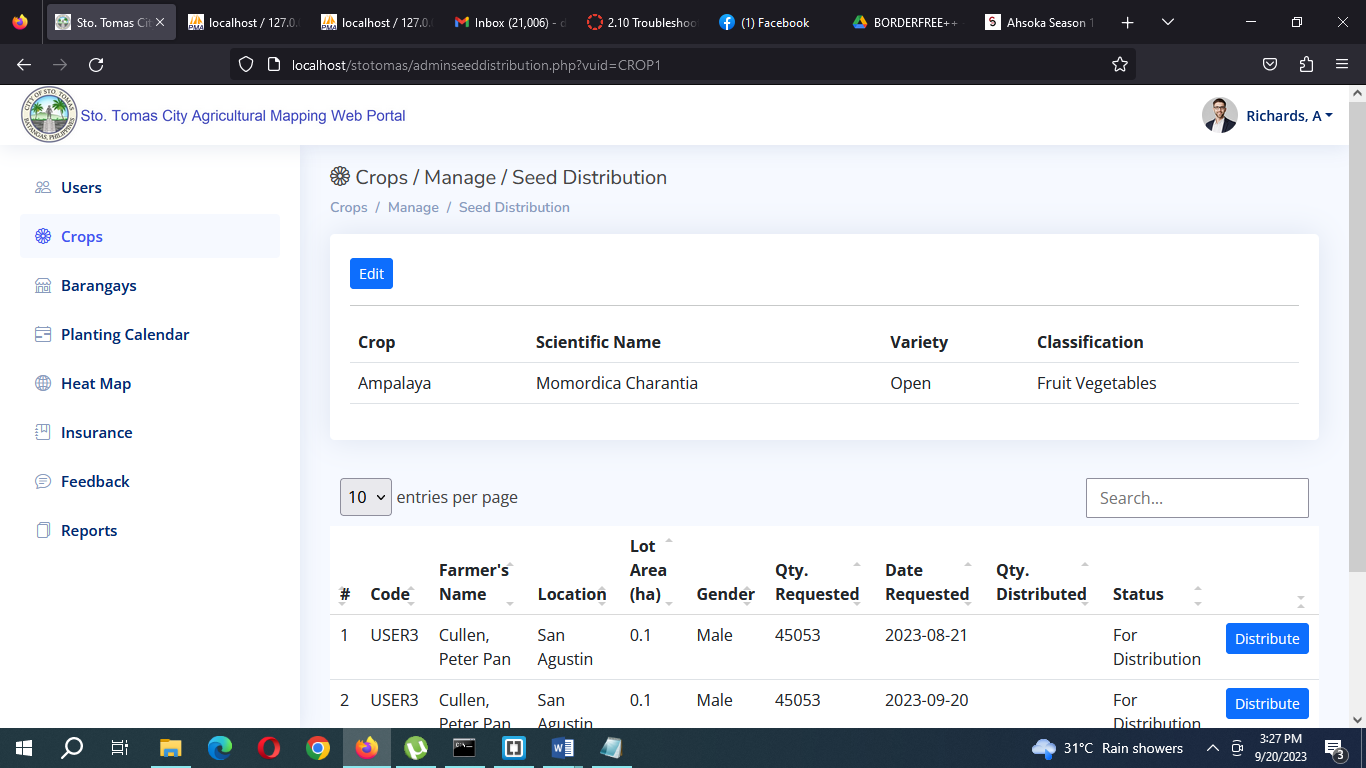 Sto. Tomas Cit
localhost / 127.0.
localhost / 127.0.
Inbox (21,006) - d
2.10 Troubleshoo
(1) Facebook
BORDERFREE++
Ahsoka Season 1
localhost/stotomas/adminseeddistribution.php?vuid=CROP1
Sto. Tomas City Agricultural Mapping Web Portal
Richards, A
Users
Crops
Barangays
Planting Calendar
Heat Map
Insurance
Feedback
Reports
Crops / Manage / Seed Distribution
Crops / Manage / Seed Distribution
Edit
Crop Scientific Name Variety Classification
Ampalaya Momordica Charantia Open Fruit Vegetables
10 entries per page
Search...
# Code Farmer's Name Location Lot Area (ha) Gender Qty. Requested Date Requested Qty. Distributed Status
1 USER3 Cullen, Peter Pan San Agustin 0.1 Male 45053 2023-08-21 For Distribution Distribute
2 USER3 Cullen, Peter Pan San Agustin 0.1 Male 45053 2023-09-20 For Distribution Distribute
31°C Rain showers
3:27 PM
9/20/2023
3